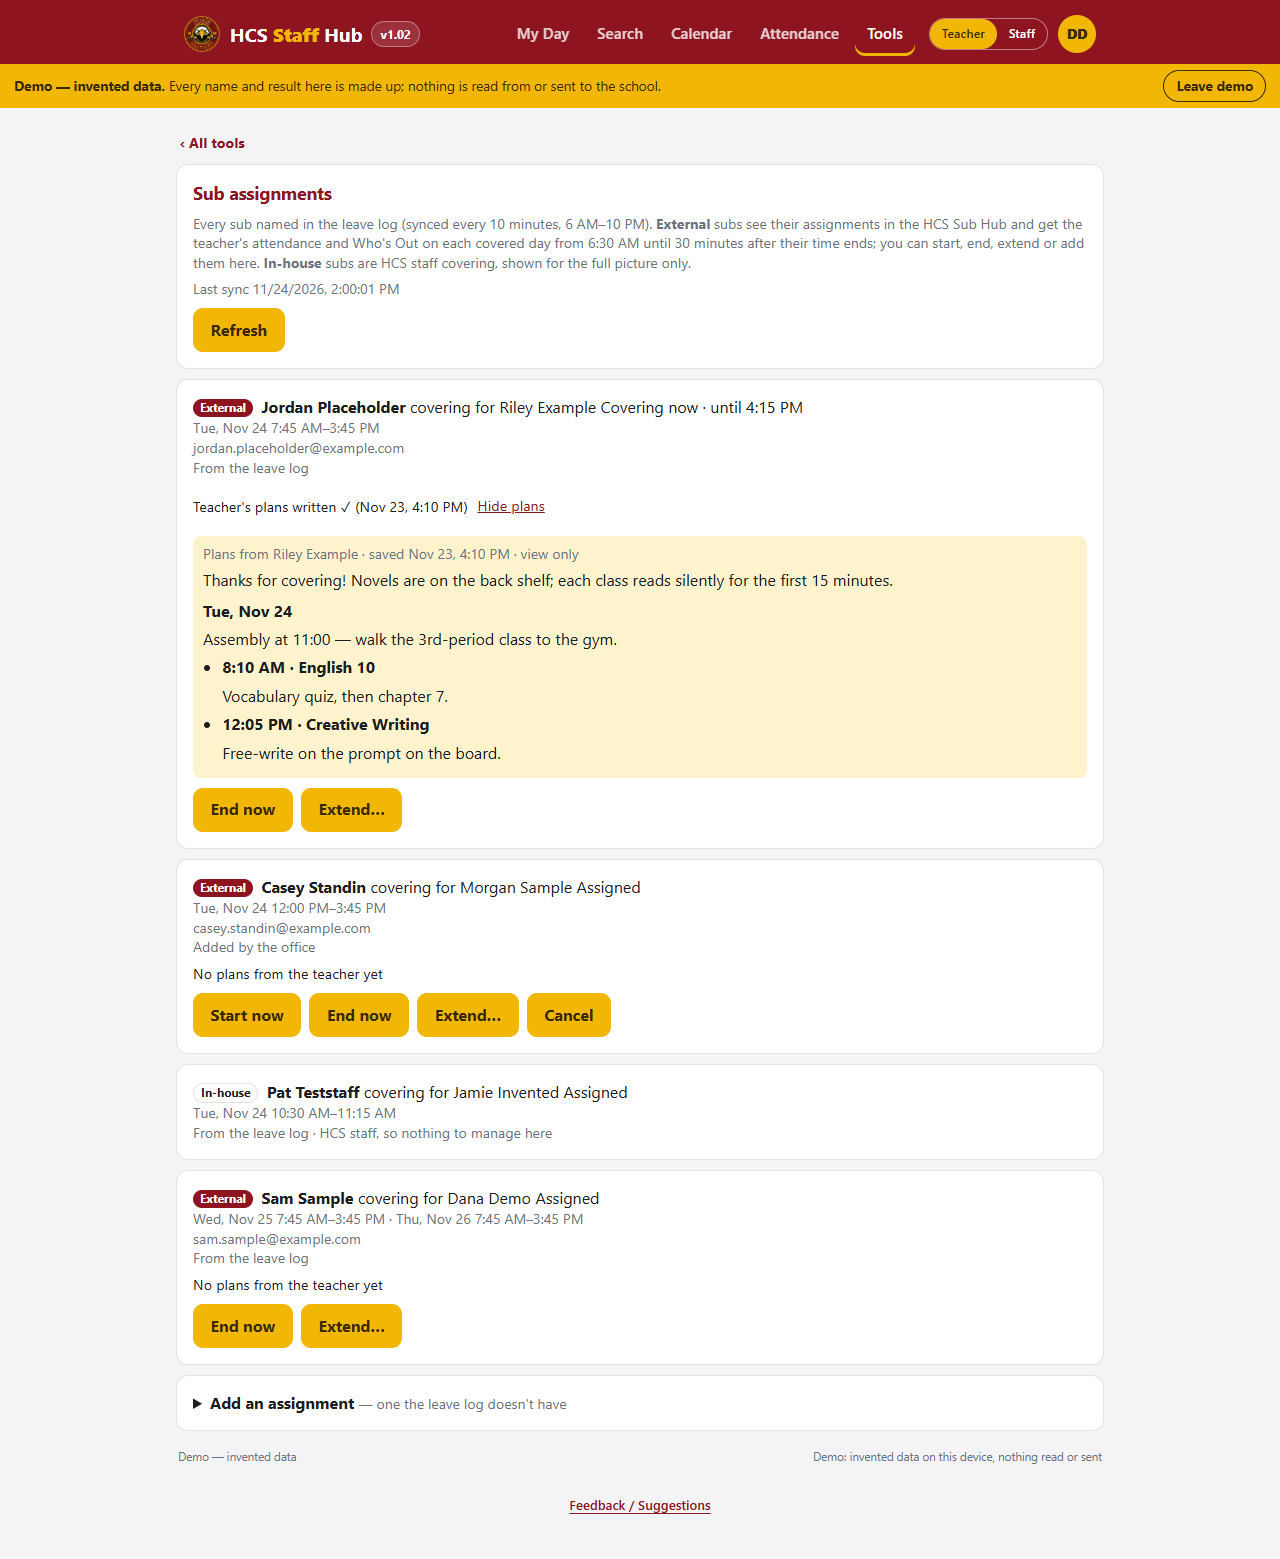 HCS Staff Hub v1.02 My Day Search Calendar Attendance Tools Teacher Staff DD
Demo — invented data. Every name and result here is made up; nothing is read from or sent to the school. Leave demo
‹ All tools
Sub assignments
Every sub named in the leave log (synced every 10 minutes, 6 AM–10 PM). External subs see their assignments in the HCS Sub Hub and get the
teacher's attendance and Who's Out on each covered day from 6:30 AM until 30 minutes after their time ends; you can start, end, extend or add
them here. In-house subs are HCS staff covering, shown for the full picture only.
Last sync 11/24/2026, 2:00:01 PM
Refresh
External Jordan Placeholder covering for Riley Example Covering now · until 4:15 PM
Tue, Nov 24 7:45 AM–3:45 PM
jordan.placeholder@example.com
From the leave log
Teacher's plans written ✓ (Nov 23, 4:10 PM) Hide plans
Plans from Riley Example · saved Nov 23, 4:10 PM · view only
Thanks for covering! Novels are on the back shelf; each class reads silently for the first 15 minutes.
Tue, Nov 24
Assembly at 11:00 — walk the 3rd-period class to the gym.
• 8:10 AM · English 10
Vocabulary quiz, then chapter 7.
• 12:05 PM · Creative Writing
Free-write on the prompt on the board.
End now Extend...
External Casey Standin covering for Morgan Sample Assigned
Tue, Nov 24 12:00 PM–3:45 PM
casey.standin@example.com
Added by the office
No plans from the teacher yet
Start now End now Extend... Cancel
In-house Pat Teststaff covering for Jamie Invented Assigned
Tue, Nov 24 10:30 AM–11:15 AM
From the leave log · HCS staff, so nothing to manage here
External Sam Sample covering for Dana Demo Assigned
Wed, Nov 25 7:45 AM–3:45 PM · Thu, Nov 26 7:45 AM–3:45 PM
sam.sample@example.com
From the leave log
No plans from the teacher yet
End now Extend...
▶ Add an assignment — one the leave log doesn't have
Demo — invented data Demo: invented data on this device, nothing read or sent
Feedback / Suggestions